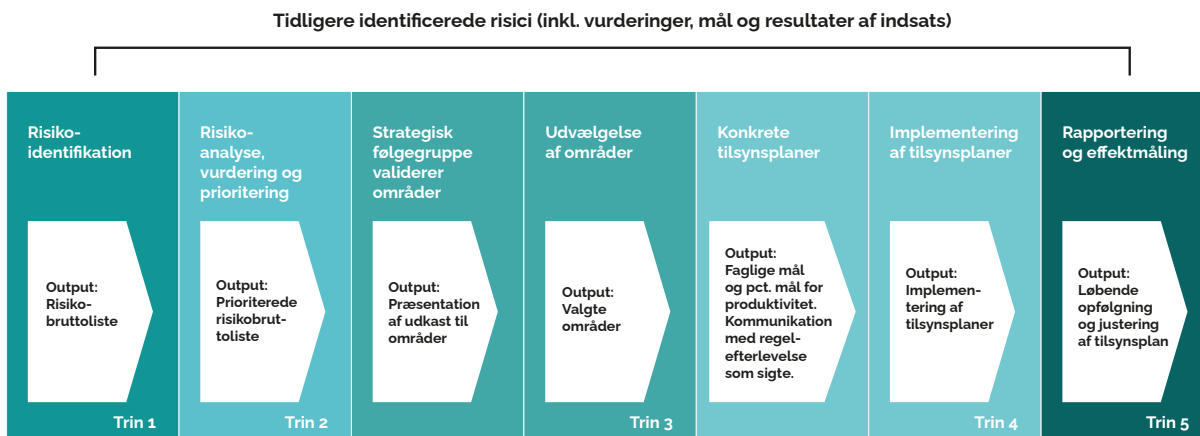 Tidligere identificerede risici (inkl. vurderinger, mål og resultater af indsats)
Risiko-
identifikation
Output:
Risiko-
bruttoliste
Trin 1
Risiko-
analyse,
vurdering og
prioritering
Output:
Prioriterede
risikobrut-
toliste
Trin 2
Strategisk
følgegruppe
validerer
områder
Output:
Præsentation
af udkast til
områder
Udvælgelse
af områder
Output:
Valgte
områder
Trin 3
Konkrete
tilsynsplaner
Output:
Faglige mål
og pct. mål for
produktivitet.
Kommunikation
med regel-
efterlevelse
som sigte.
Implementering
af tilsynsplaner
Output:
Implemen-
tering af
tilsynsplaner
Trin 4
Rapportering
og effektmåling
Output:
Løbende
opfølgning
og justering
af tilsynsplan
Trin 5